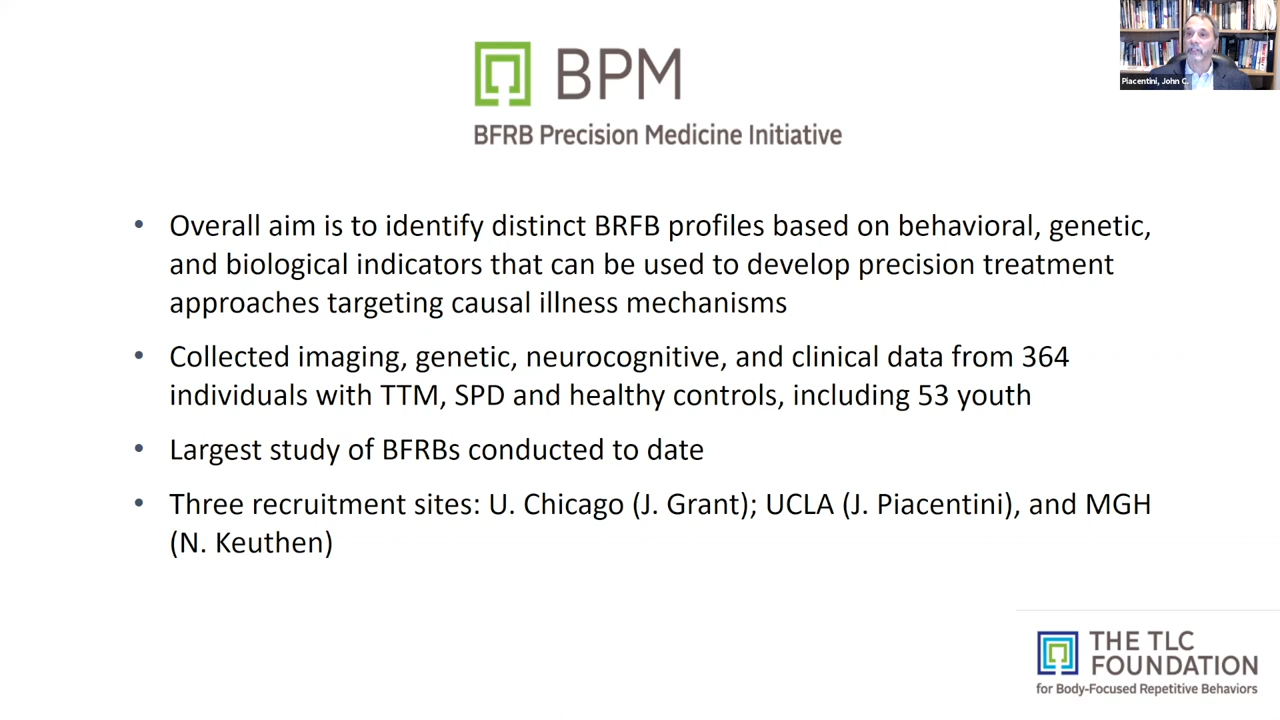 Piacentini, John C.
BPM
BFRB Precision Medicine Initiative
• Overall aim is to identify distinct BRFB profiles based on behavioral, genetic,
and biological indicators that can be used to develop precision treatment
approaches targeting causal illness mechanisms
• Collected imaging, genetic, neurocognitive, and clinical data from 364
individuals with TTM, SPD and healthy controls, including 53 youth
• Largest study of BFRBs conducted to date
• Three recruitment sites: U. Chicago (J. Grant); UCLA (J. Piacentini), and MGH
(N. Keuthen)
THE TLC
FOUNDATION
for Body-Focused Repetitive Behaviors